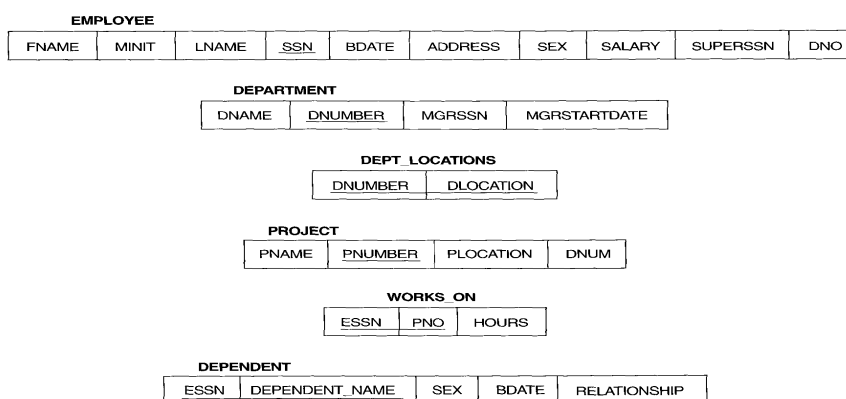 EMPLOYEE
FNAME MINIT LNAME SSN BDATE ADDRESS SEX SALARY SUPERSSN DNO
DEPARTMENT
DNAME DNUMBER MGRSSN MGRSTARTDATE
DEPT_LOCATIONS
DNUMBER DLOCATION
PROJECT
PNAME PNUMBER PLOCATION DNUM
WORKS_ON
ESSN PNO HOURS
DEPENDENT
ESSN DEPENDENT_NAME SEX BDATE RELATIONSHIP